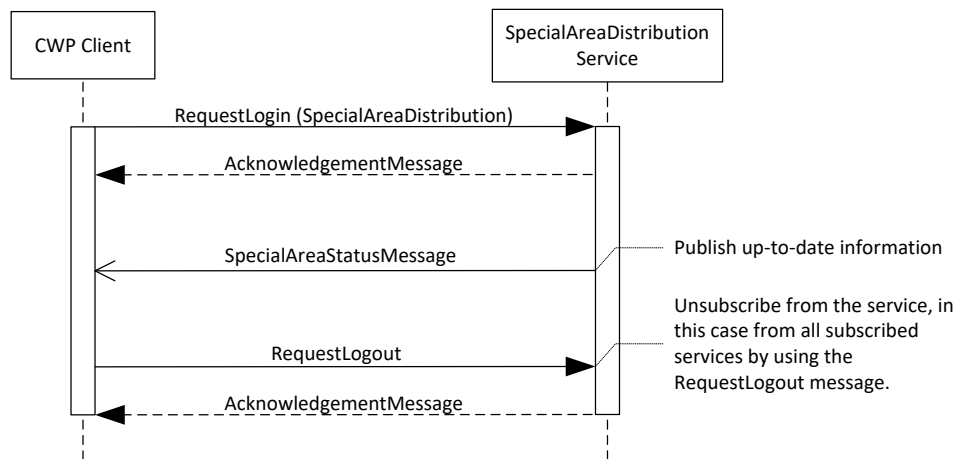 CWP Client
SpecialAreaDistribution
Service
RequestLogin (SpecialAreaDistribution)
AcknowledgementMessage
SpecialAreaStatusMessage
Publish up-to-date information
Unsubscribe from the service, in
this case from all subscribed
services by using the
RequestLogout message.
RequestLogout
AcknowledgementMessage